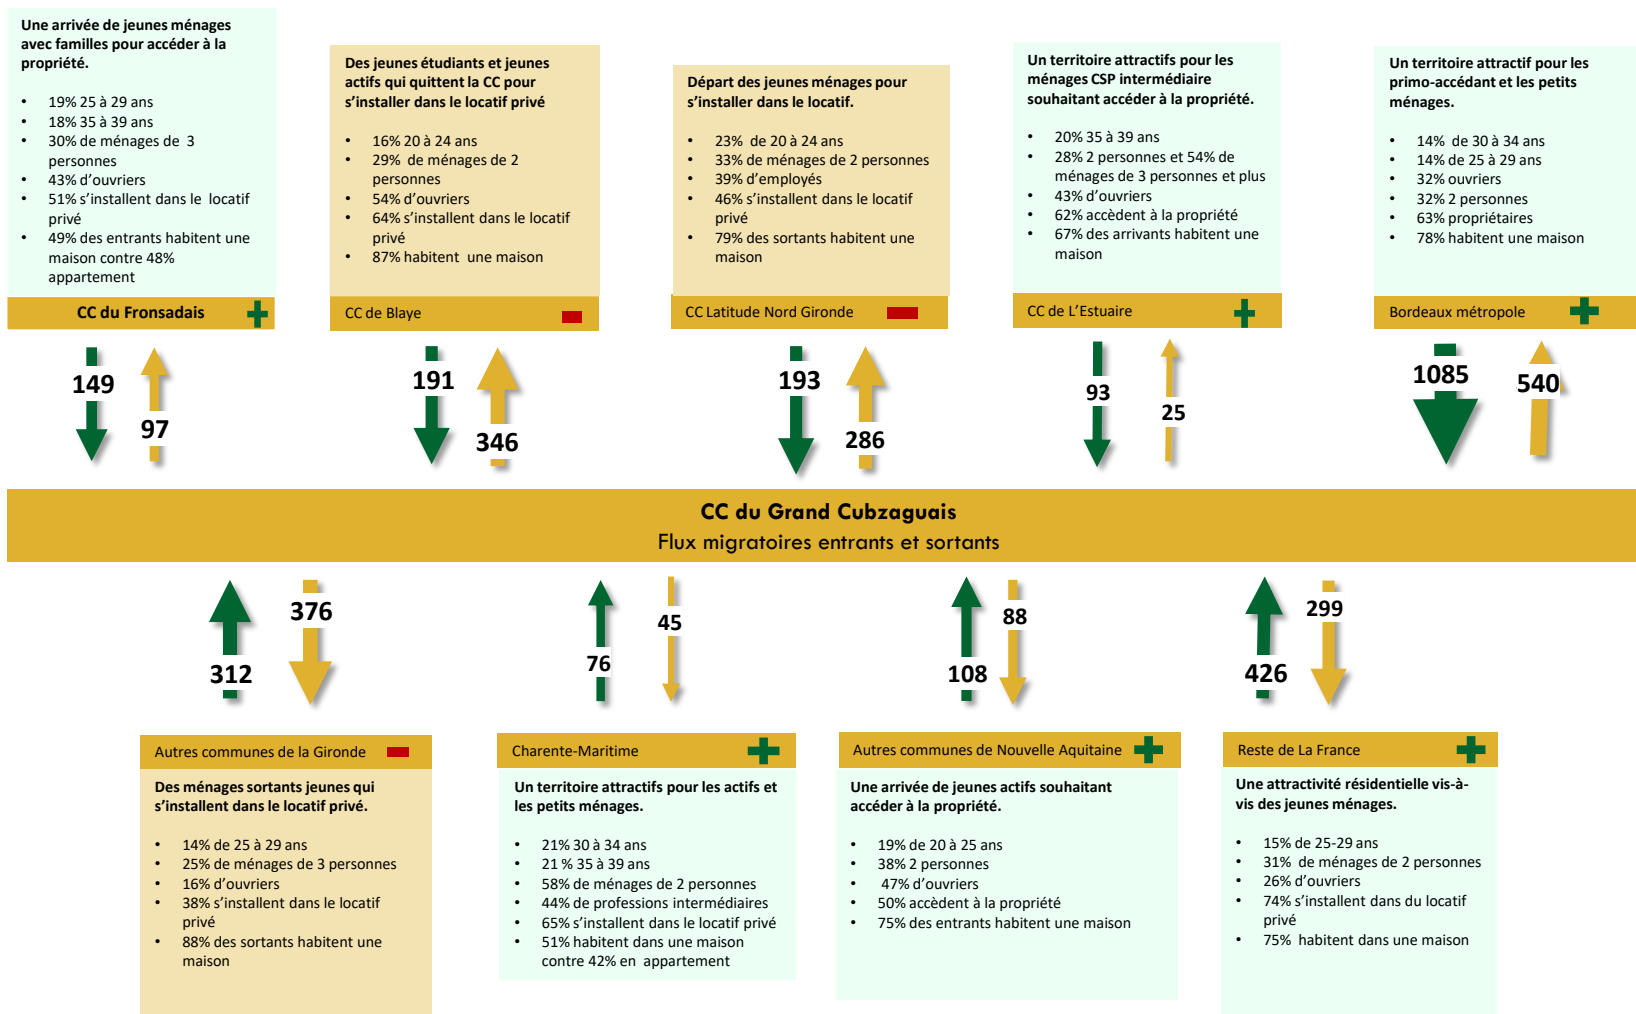 Une arrivée de jeunes ménages
avec familles pour accéder à la
propriété.
• 19% 25 à 29 ans
• 18% 35 à 39 ans
• 30% de ménages de 3
personnes
• 43% d'ouvriers
• 51% s'installent dans le locatif
privé
• 49% des entrants habitent une
maison contre 48%
appartement
CC du Fronsadais
149
97
Des jeunes étudiants et jeunes
actifs qui quittent la CC pour
s'installer dans le locatif privé
• 16% 20 à 24 ans
• 29% de ménages de 2
personnes
• 54% d'ouvriers
• 64% s'installent dans le locatif
privé
• 87% habitent une maison
CC de Blaye
191
346
Départ des jeunes ménages pour
s'installer dans le locatif.
• 23% de 20 à 24 ans
• 33% de ménages de 2 personnes
• 39% d'employés
• 46% s'installent dans le locatif
privé
• 79% des sortants habitent une
maison
CC Latitude Nord Gironde
193
286
Un territoire attractifs pour les
ménages CSP intermédiaire
souhaitant accéder à la propriété.
• 20% 35 à 39 ans
• 28% 2 personnes et 54% de
ménages de 3 personnes et plus
• 43% d'ouvriers
• 62% accèdent à la propriété
• 67% des arrivants habitent une
maison
CC de L'Estuaire
93
25
Un territoire attractif pour les
primo-accédant et les petits
ménages.
• 14% de 30 à 34 ans
• 14% de 25 à 29 ans
• 32% ouvriers
• 32% 2 personnes
• 63% propriétaires
• 78% habitent une maison
Bordeaux métropole
1085
540
CC du Grand Cubzaguais
Flux migratoires entrants et sortants
312
376
Autres communes de la Gironde
Des ménages sortants jeunes qui
s'installent dans le locatif privé.
• 14% de 25 à 29 ans
• 25% de ménages de 3 personnes
• 16% d'ouvriers
• 38% s'installent dans le locatif
privé
• 88% des sortants habitent une
maison
76
45
Charente-Maritime
Un territoire attractifs pour les actifs et
les petits ménages.
• 21% 30 à 34 ans
• 21 % 35 à 39 ans
• 58% de ménages de 2 personnes
• 44% de professions intermédiaires
• 65% s'installent dans le locatif privé
• 51% habitent dans une maison
contre 42% en appartement
108
88
Autres communes de Nouvelle Aquitaine
Une arrivée de jeunes actifs souhaitant
accéder à la propriété.
• 19% de 20 à 25 ans
• 38% 2 personnes
• 47% d'ouvriers
• 50% accèdent à la propriété
• 75% des entrants habitent une maison
426
299
Reste de La France
Une attractivité résidentielle vis-à-
vis des jeunes ménages.
• 15% de 25-29 ans
• 31% de ménages de 2 personnes
• 26% d'ouvriers
• 74% s'installent dans du locatif
privé
• 75% habitent dans une maison